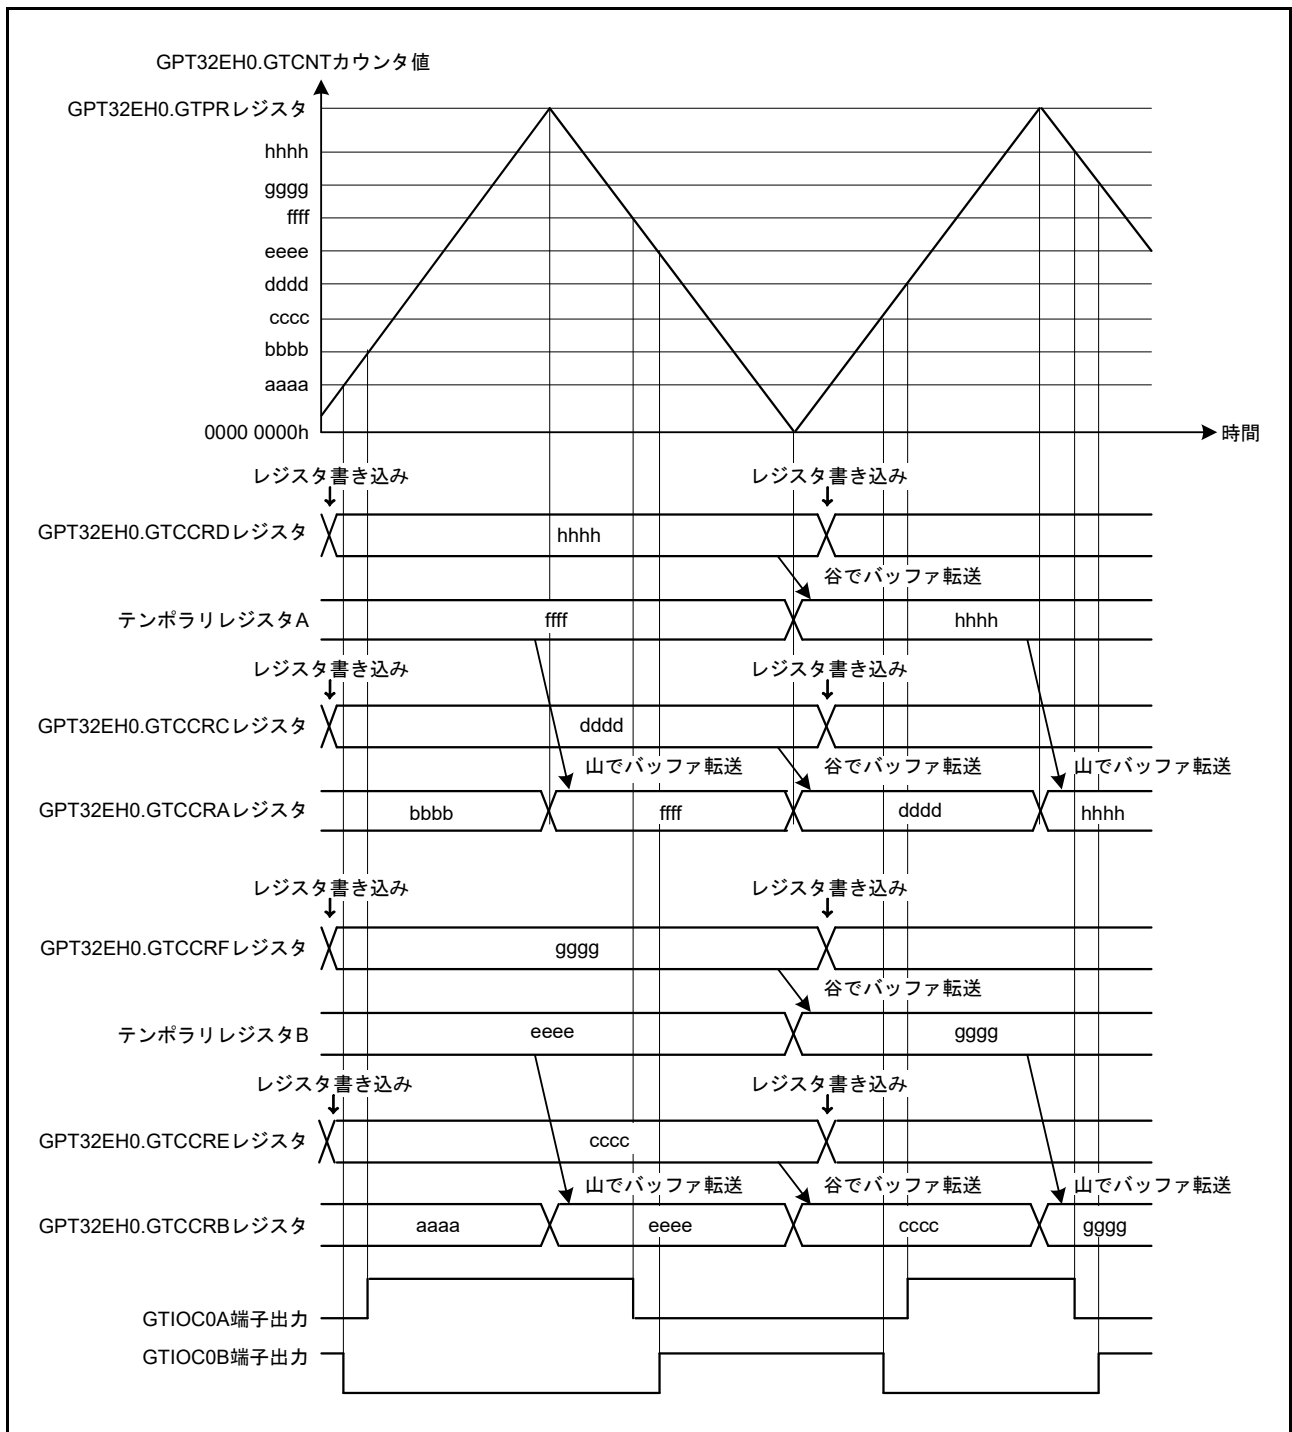 GPT32EH0.GTCNTカウンタ値
GPT32EH0.GTPRレジスタ
hhhh
gggg
ffff
eeee
dddd
cccc
bbbb
aaaa
0000 0000h
時間
レジスタ書き込み
レジスタ書き込み
GPT32EH0.GTCCRDレジスタ
hhhh
谷でバッファ転送
テンポラリレジスタA
ffff
hhhh
レジスタ書き込み
レジスタ書き込み
GPT32EH0.GTCCRCレジスタ
dddd
山でバッファ転送
谷でバッファ転送
山でバッファ転送
GPT32EH0.GTCCRAレジスタ
bbbb
ffff
dddd
hhhh
レジスタ書き込み
レジスタ書き込み
GPT32EH0.GTCCRFレジスタ
gggg
谷でバッファ転送
テンポラリレジスタB
eeee
gggg
レジスタ書き込み
レジスタ書き込み
GPT32EH0.GTCCREレジスタ
cccc
山でバッファ転送
谷でバッファ転送
山でバッファ転送
GPT32EH0.GTCCRBレジスタ
aaaa
eeee
cccc
gggg
GTIOC0A端子出力
GTIOC0B端子出力